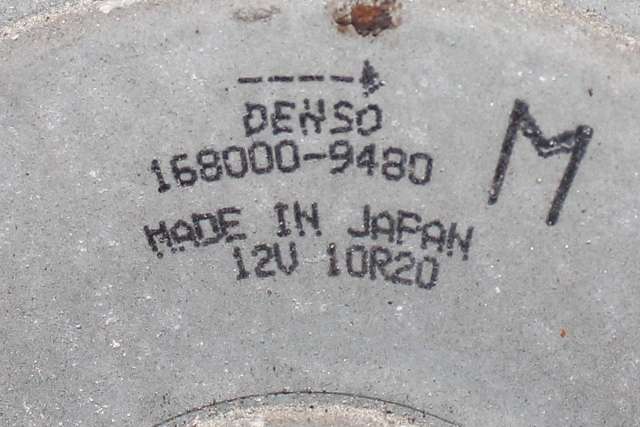 DENSO
168000-9480
M
MADE IN JAPAN
12V 10R20